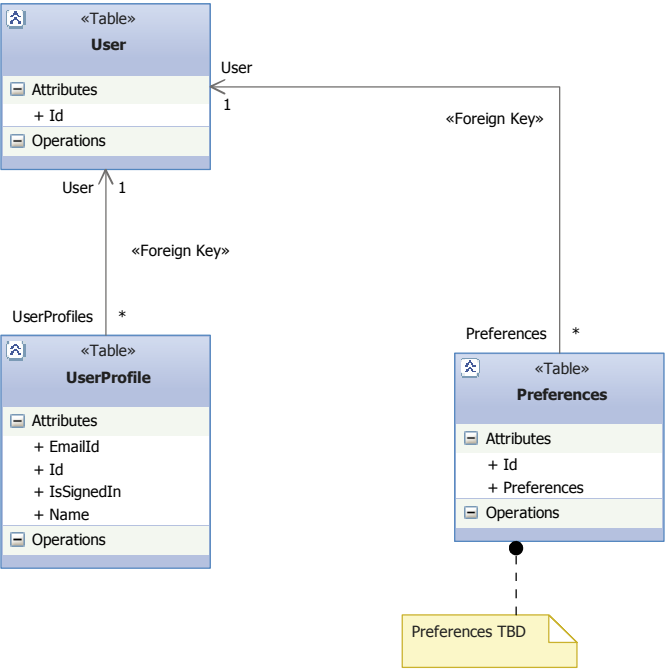 «Table»
User
Attributes
+ Id
Operations
User
1
«Foreign Key»
User
1
«Foreign Key»
UserProfiles
*
Preferences
*
«Table»
UserProfile
Attributes
+ EmailId
+ Id
+ IsSignedIn
+ Name
Operations
«Table»
Preferences
Attributes
+ Id
+ Preferences
Operations
Preferences TBD